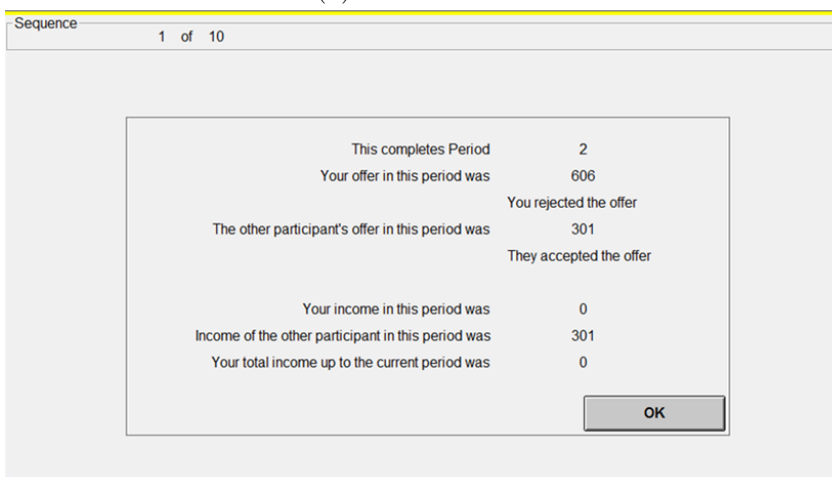 Sequence
1 of 10
This completes Period 2
Your offer in this period was 606
You rejected the offer
The other participant's offer in this period was 301
They accepted the offer
Your income in this period was 0
Income of the other participant in this period was 301
Your total income up to the current period was 0
OK